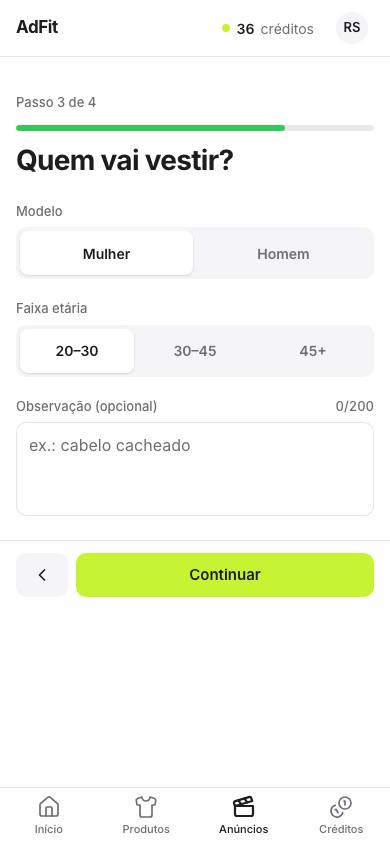 AdFit
36 créditos
RS
Passo 3 de 4
Quem vai vestir?
Modelo
Mulher
Homem
Faixa etária
20–30
30–45
45+
Observação (opcional)
0/200
ex.: cabelo cacheado
Continuar
Início
Produtos
Anúncios
Créditos